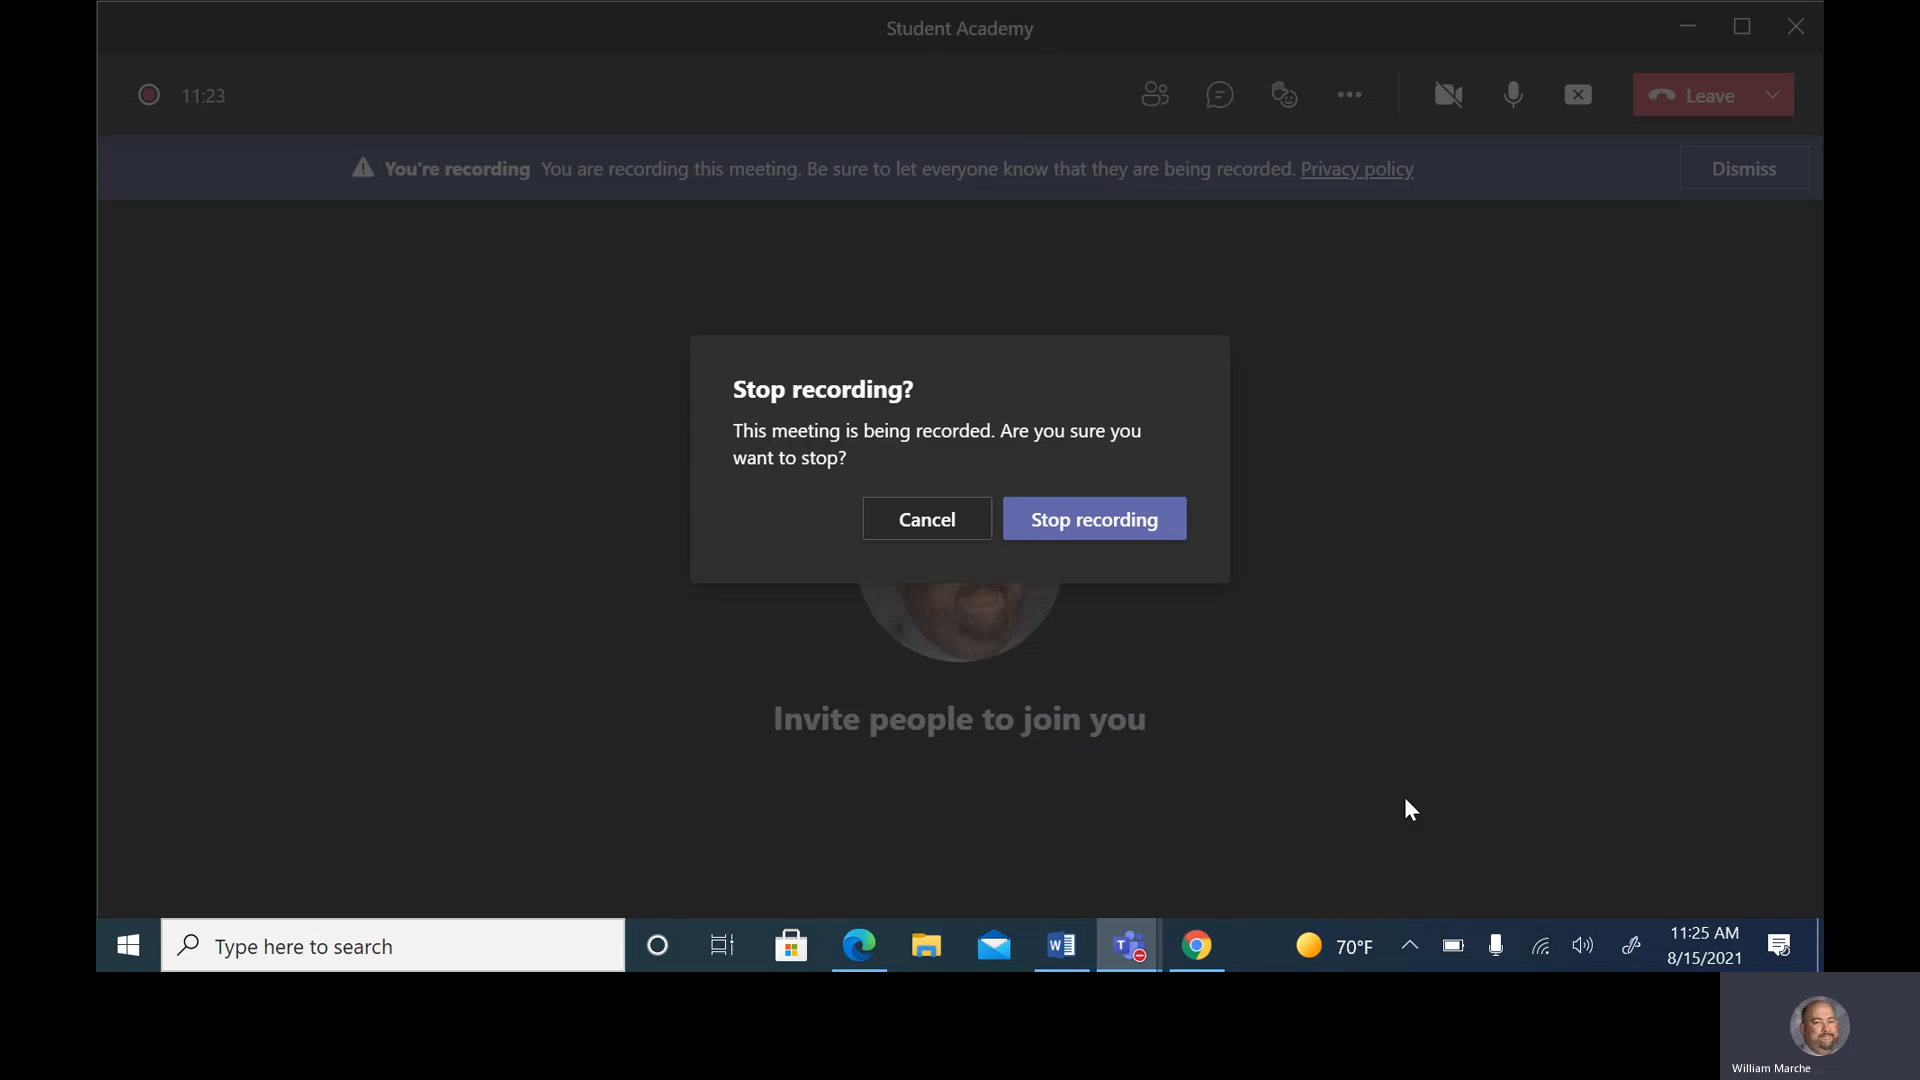 Student Academy
11:23
Leave
You're recording You are recording this meeting. Be sure to let everyone know that they are being recorded. Privacy policy
Dismiss
Stop recording?
This meeting is being recorded. Are you sure you
want to stop?
Cancel
Stop recording
Invite people to join you
Type here to search
70°F
11:25 AM
8/15/2021
William Marche